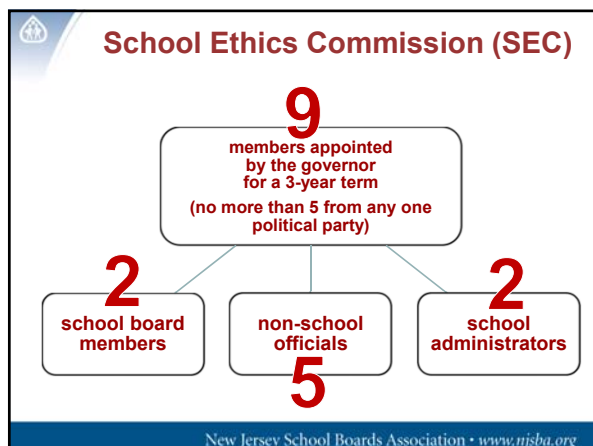 School Ethics Commission (SEC)
9
members appointed
by the governor
for a 3-year term
(no more than 5 from any one
political party)
2
school board
members
non-school
officials
5
2
school
administrators
New Jersey School Boards Association • www.njsba.org